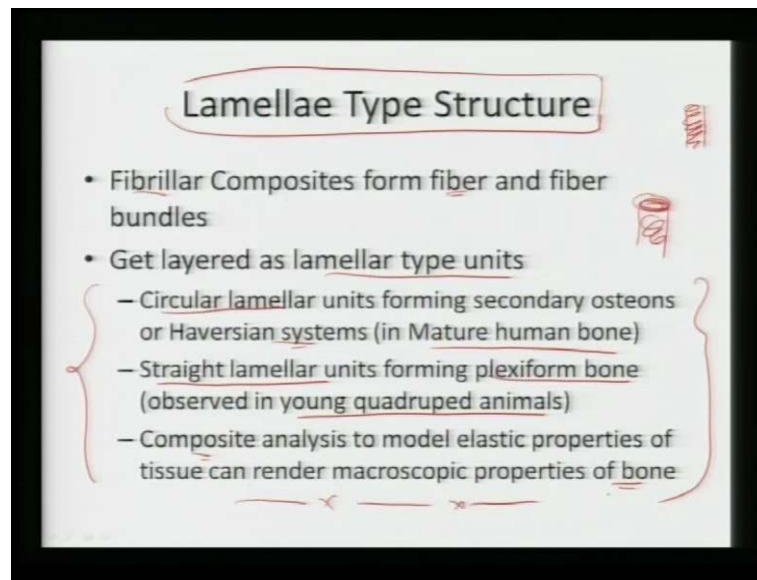 Lamellae Type Structure
• Fibrillar Composites form fiber and fiber
bundles
• Get layered as lamellar type units
– Circular lamellar units forming secondary osteons
or Haversian systems (in Mature human bone)
– Straight lamellar units forming plexiform bone
(observed in young quadruped animals)
– Composite analysis to model elastic properties of
tissue can render macroscopic properties of bone